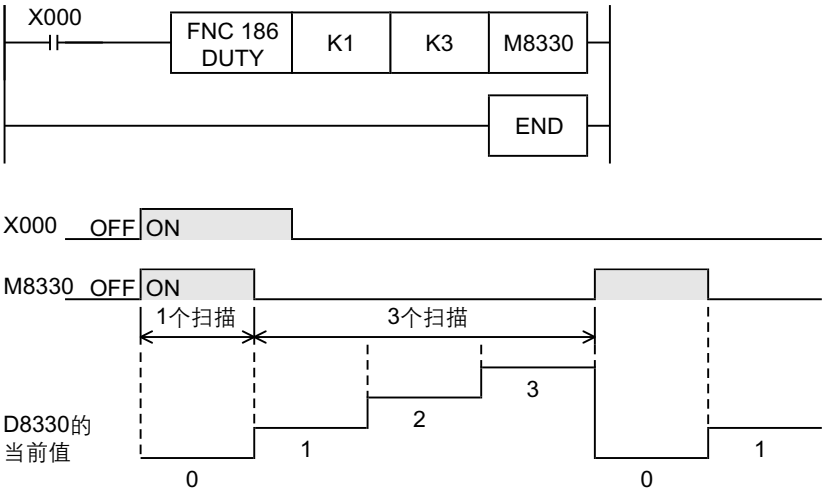 X000
FNC 186
DUTY
K1
K3
M8330
END
X000 OFF ON
M8330 OFF ON
1个扫描
3个扫描
D8330的
当前值
0
1
2
3
0
1